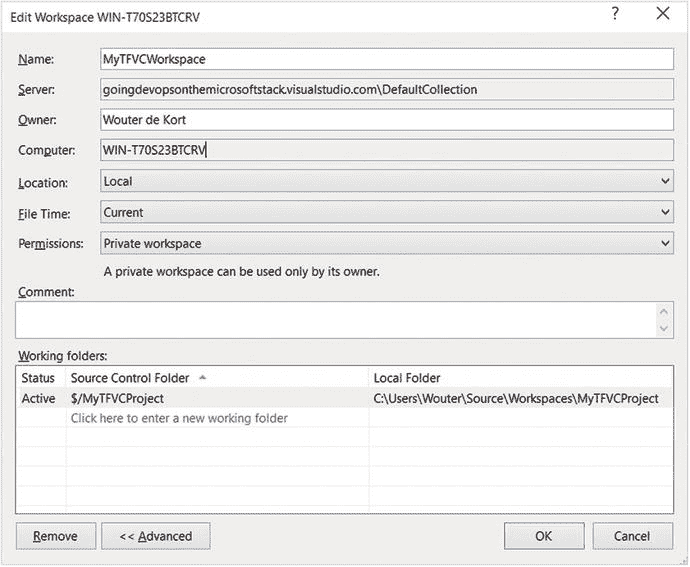 Edit Workspace WIN-T70S23BTCRV
Name: MyTFVCWorkspace
Server: goingdevopsonthemicrosoftstack.visualstudio.com\DefaultCollection
Owner: Wouter de Kort
Computer: WIN-T70S23BTCRV
Location: Local
File Time: Current
Permissions: Private workspace
A private workspace can be used only by its owner.
Comment:
Working folders:
Status Source Control Folder Local Folder
Active $/MyTFVCProject C:\Users\Wouter\Source\Workspaces\MyTFVCProject
Click here to enter a new working folder
Remove << Advanced OK Cancel